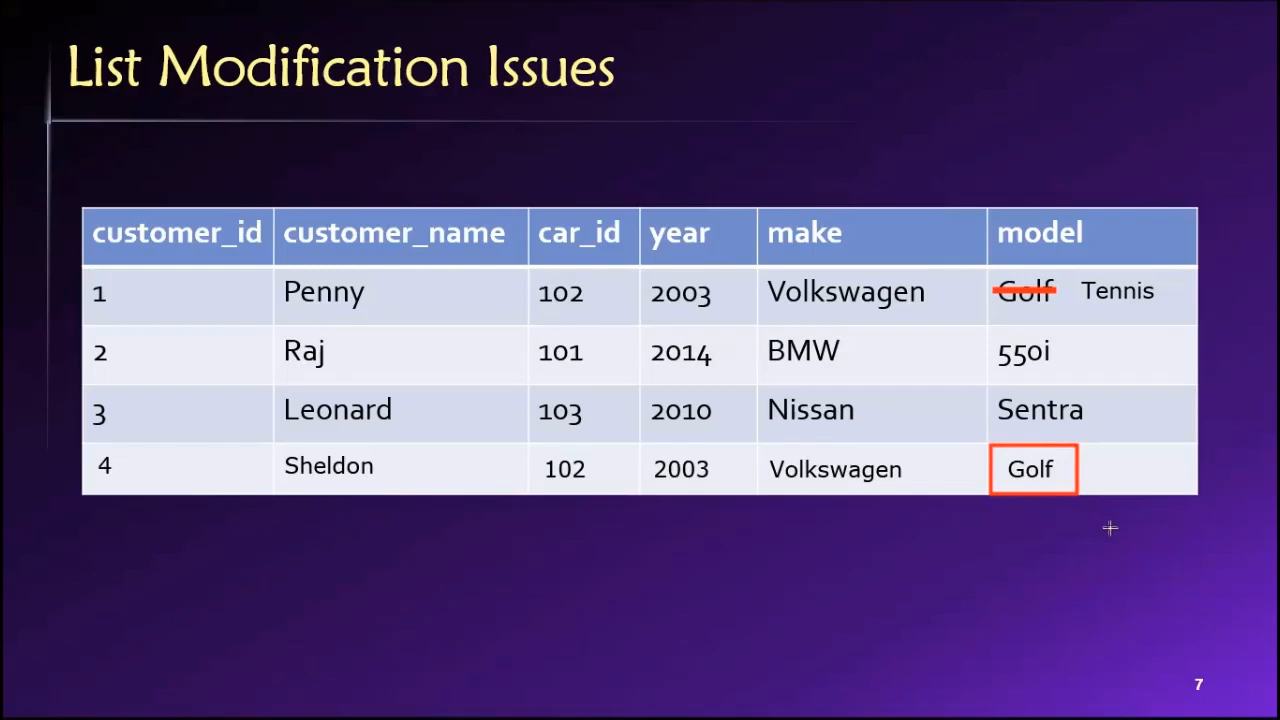 List Modification Issues
customer_id customer_name car_id year make model
1 Penny 102 2003 Volkswagen Golf Tennis
2 Raj 101 2014 BMW 550i
3 Leonard 103 2010 Nissan Sentra
4 Sheldon 102 2003 Volkswagen Golf
7